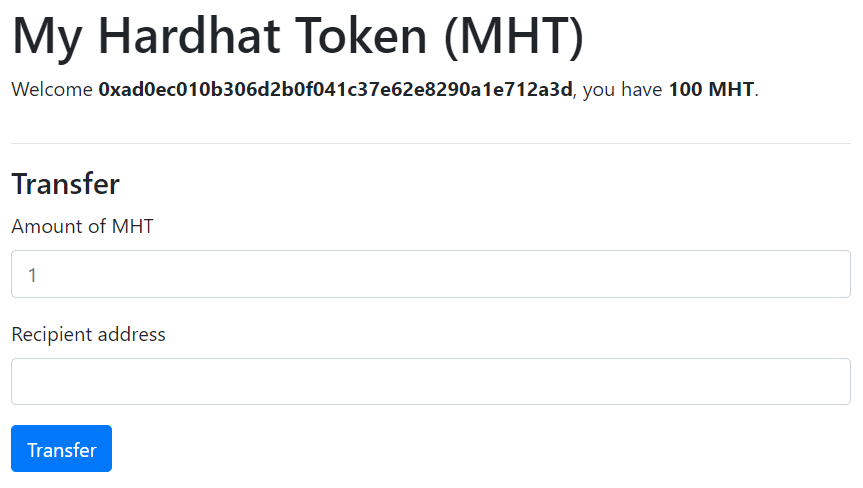 My Hardhat Token (MHT)
Welcome 0xad0ec010b306d2b0f041c37e62e8290a1e712a3d, you have 100 MHT.
Transfer
Amount of MHT
1
Recipient address
Transfer